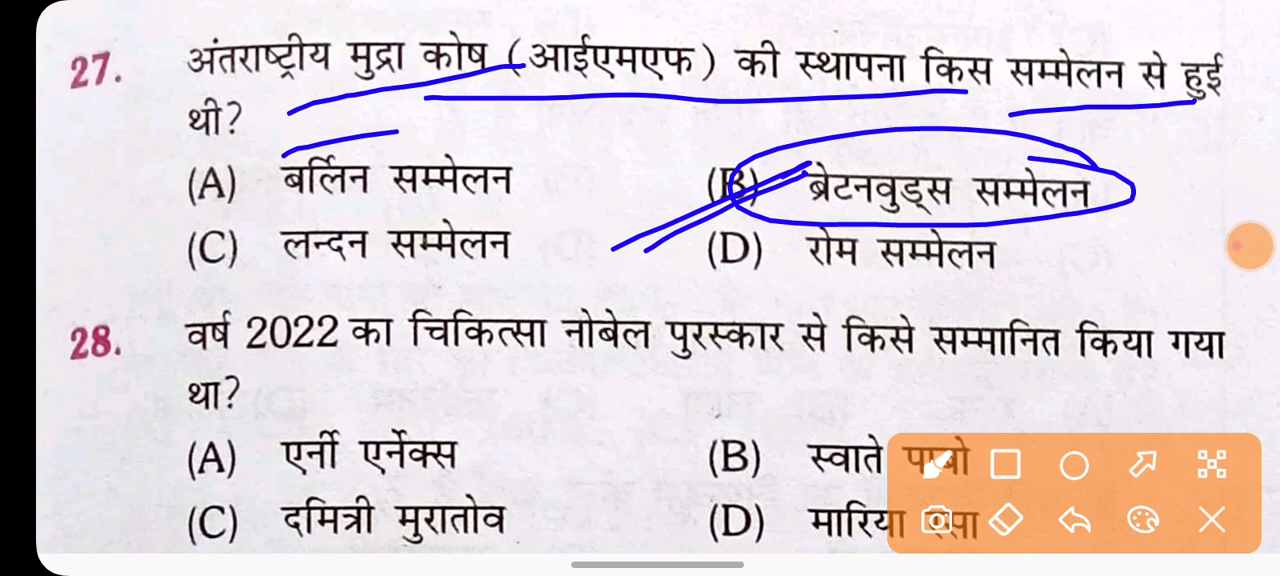 27. अंतराष्ट्रीय मुद्रा कोष (आईएमएफ) की स्थापना किस सम्मेलन से हुई
थी?
(A) बर्लिन सम्मेलन (B) ब्रेटनवुड्स सम्मेलन
(C) लन्दन सम्मेलन (D) रोम सम्मेलन
28. वर्ष 2022 का चिकित्सा नोबेल पुरस्कार से किसे सम्मानित किया गया
था?
(A) एर्नी एर्नेक्स (B) स्वाते
(C) दमित्री मुरातोव (D) मारिया